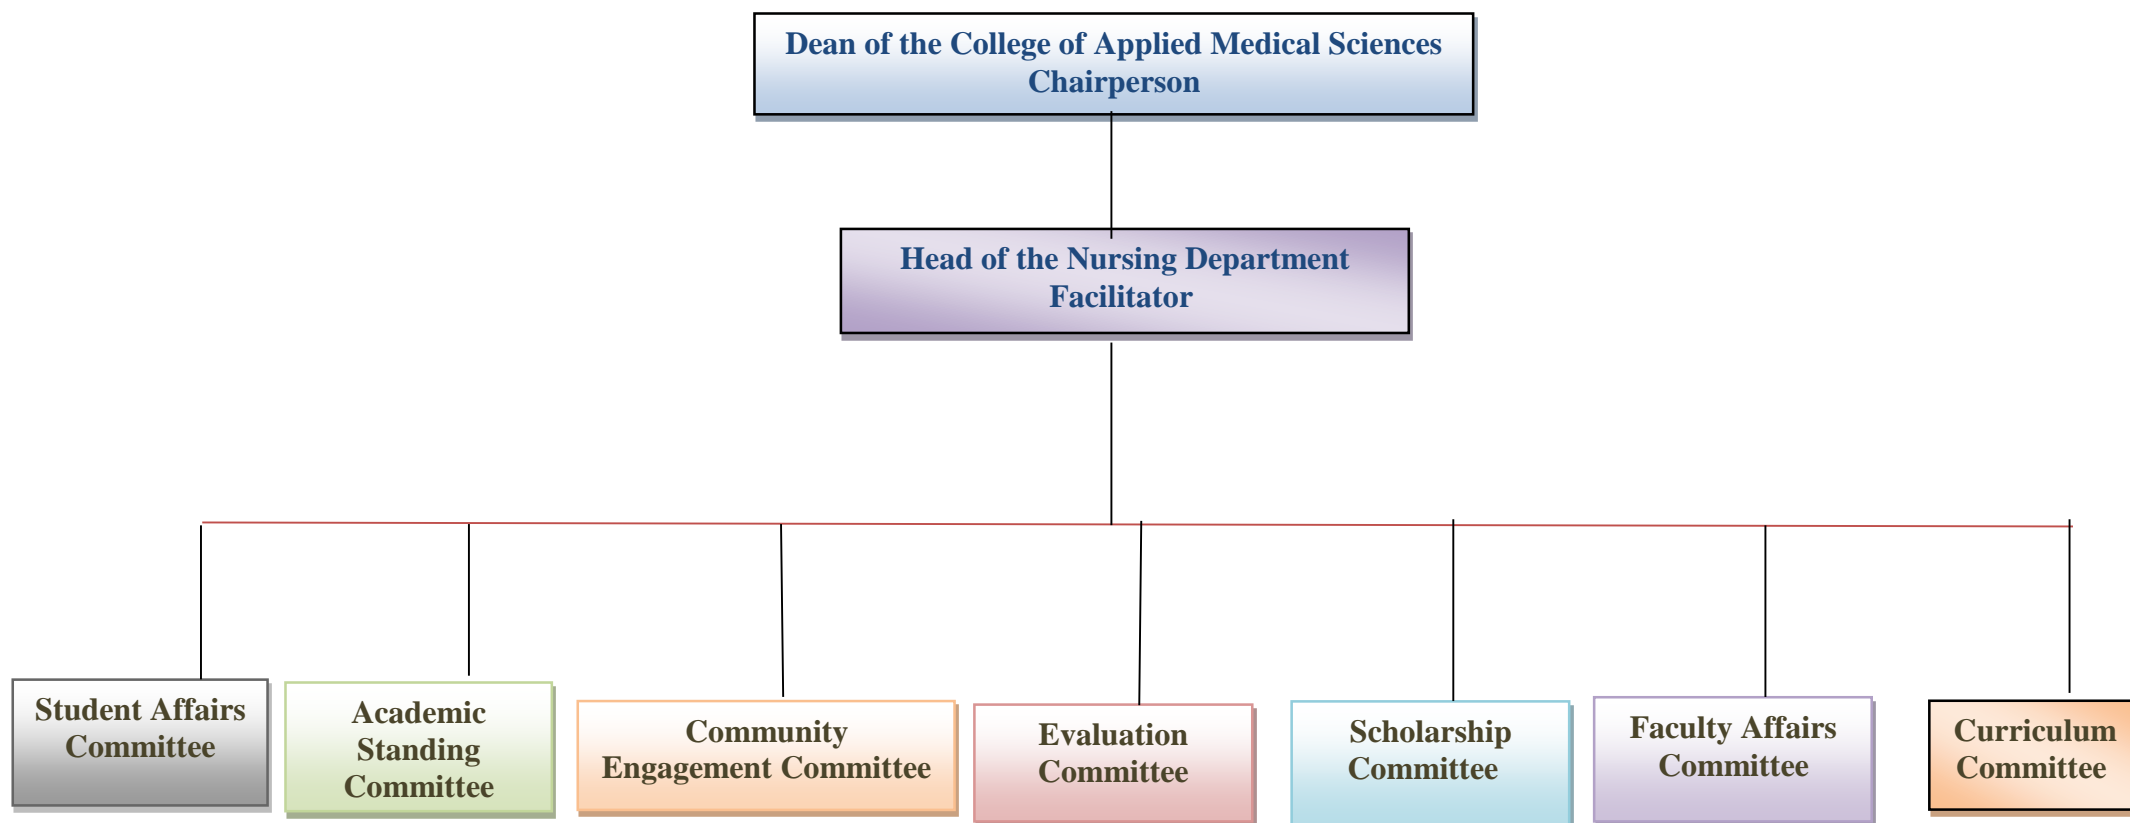 Dean of the College of Applied Medical Sciences
Chairperson
Head of the Nursing Department
Facilitator
Student Affairs
Committee
Academic
Standing
Committee
Community
Engagement Committee
Evaluation
Committee
Scholarship
Committee
Faculty Affairs
Committee
Curriculum
Committee